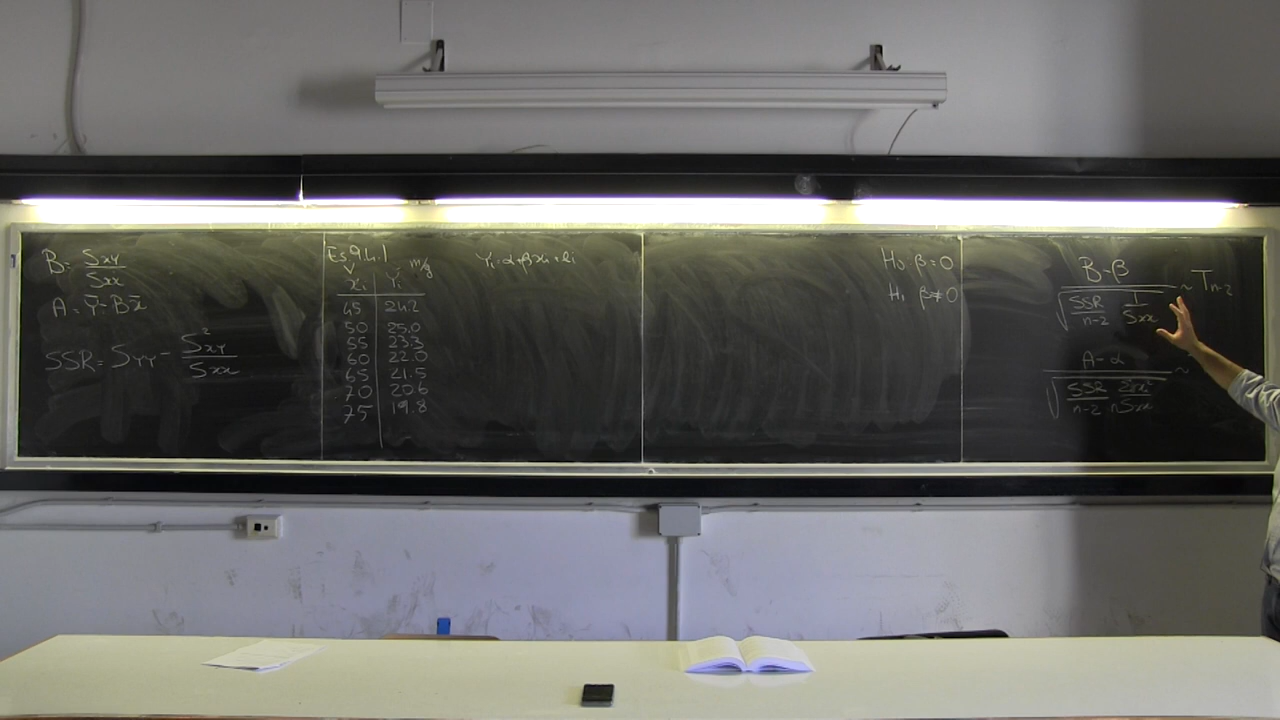 B = SxY / Sxx
A = Ȳ - Bx̄
SSR = SYY - S²xY / Sxx
Es 9.4.1
V m/g
xi Yi
45 24.2
50 25.0
55 23.3
60 22.0
65 21.5
70 20.6
75 19.8
Yi = α + βxi + ei
H0: β = 0
H1 β ≠ 0
B - β / √(SSR / n-2 1 / Sxx) ~ Tn-2
A - α / √(SSR / n-2 Σxi² / nSxx) ~